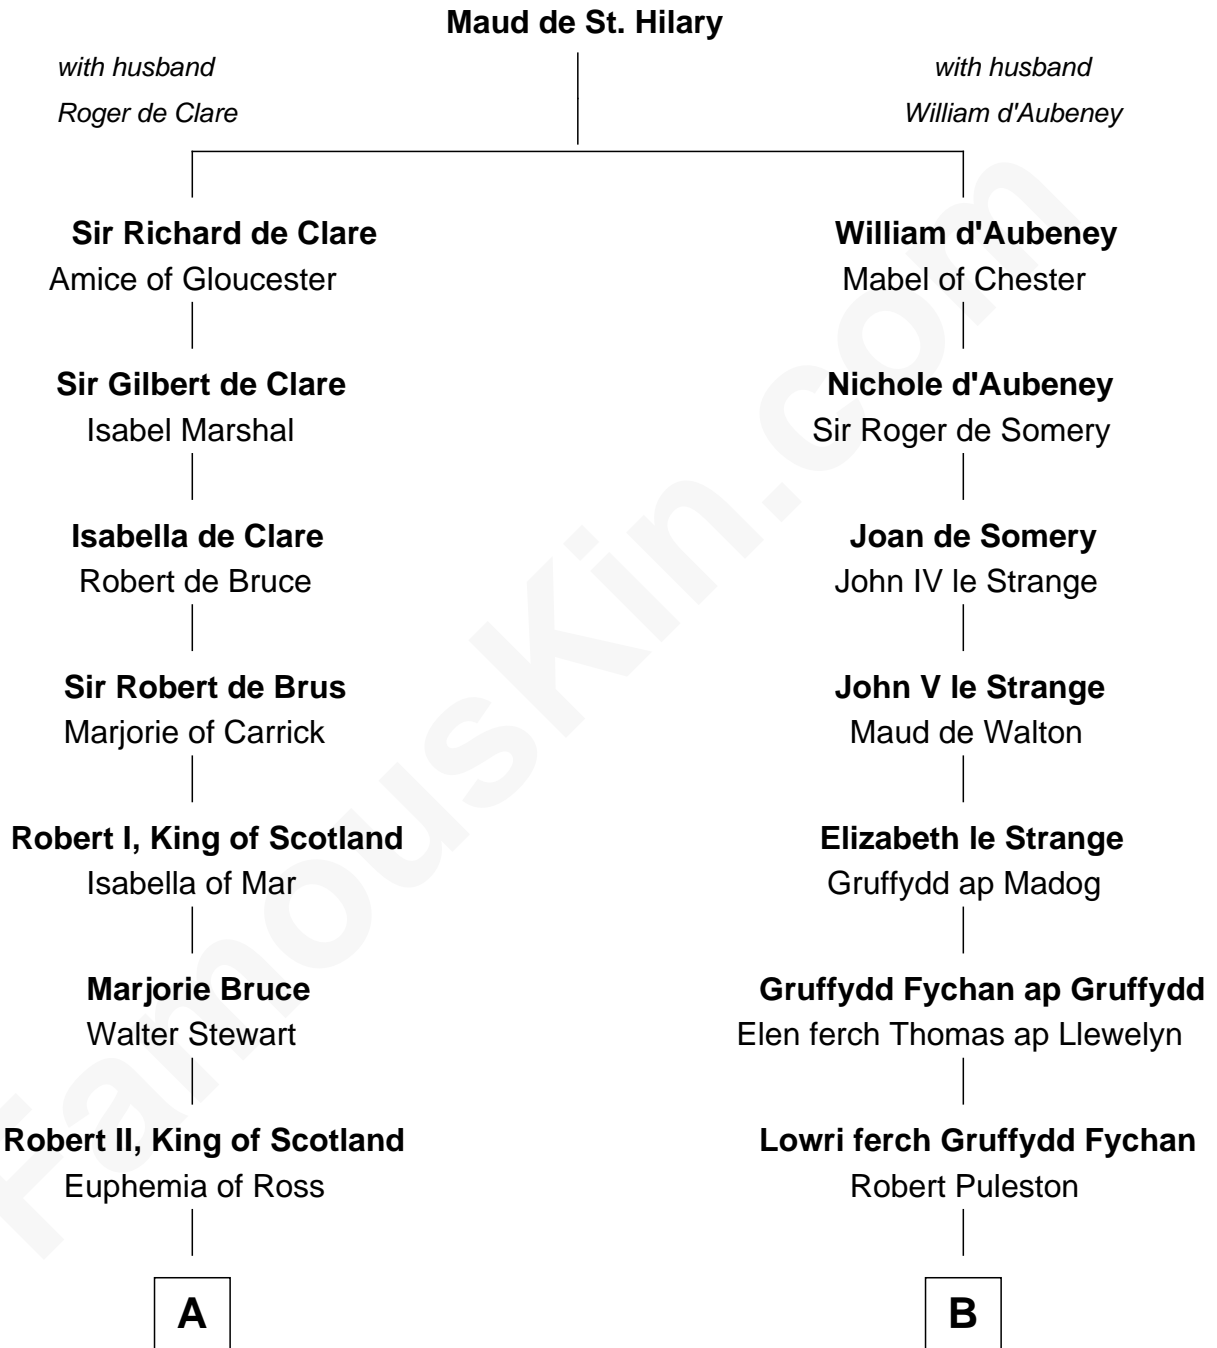 Maud de St. Hilary
with husband
Roger de Clare
with husband
William d'Aubeney
Sir Richard de Clare
Amice of Gloucester
William d'Aubeney
Mabel of Chester
Sir Gilbert de Clare
Isabel Marshal
Nichole d'Aubeney
Sir Roger de Somery
Isabella de Clare
Robert de Bruce
Joan de Somery
John IV le Strange
Sir Robert de Brus
Marjorie of Carrick
John V le Strange
Maud de Walton
Robert I, King of Scotland
Isabella of Mar
Elizabeth le Strange
Gruffydd ap Madog
Marjorie Bruce
Walter Stewart
Gruffydd Fychan ap Gruffydd
Elen ferch Thomas ap Llewelyn
Robert II, King of Scotland
Euphemia of Ross
Lowri ferch Gruffydd Fychan
Robert Puleston
A
B
FamousKin.com